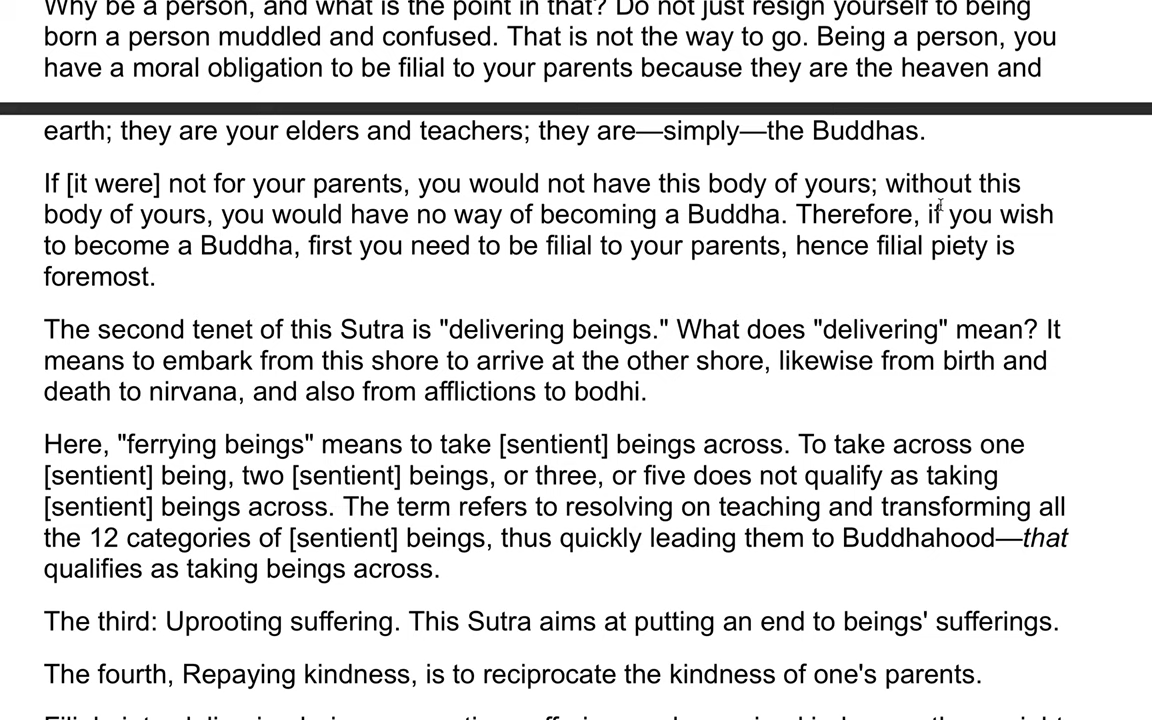 Why be a person, and what is the point in that? Do not just resign yourself to being
born a person muddled and confused. That is not the way to go. Being a person, you
have a moral obligation to be filial to your parents because they are the heaven and
earth; they are your elders and teachers; they are—simply—the Buddhas.
If [it were] not for your parents, you would not have this body of yours; without this
body of yours, you would have no way of becoming a Buddha. Therefore, if you wish
to become a Buddha, first you need to be filial to your parents, hence filial piety is
foremost.
The second tenet of this Sutra is "delivering beings." What does "delivering" mean? It
means to embark from this shore to arrive at the other shore, likewise from birth and
death to nirvana, and also from afflictions to bodhi.
Here, "ferrying beings" means to take [sentient] beings across. To take across one
[sentient] being, two [sentient] beings, or three, or five does not qualify as taking
[sentient] beings across. The term refers to resolving on teaching and transforming all
the 12 categories of [sentient] beings, thus quickly leading them to Buddhahood—that
qualifies as taking beings across.
The third: Uprooting suffering. This Sutra aims at putting an end to beings' sufferings.
The fourth, Repaying kindness, is to reciprocate the kindness of one's parents.